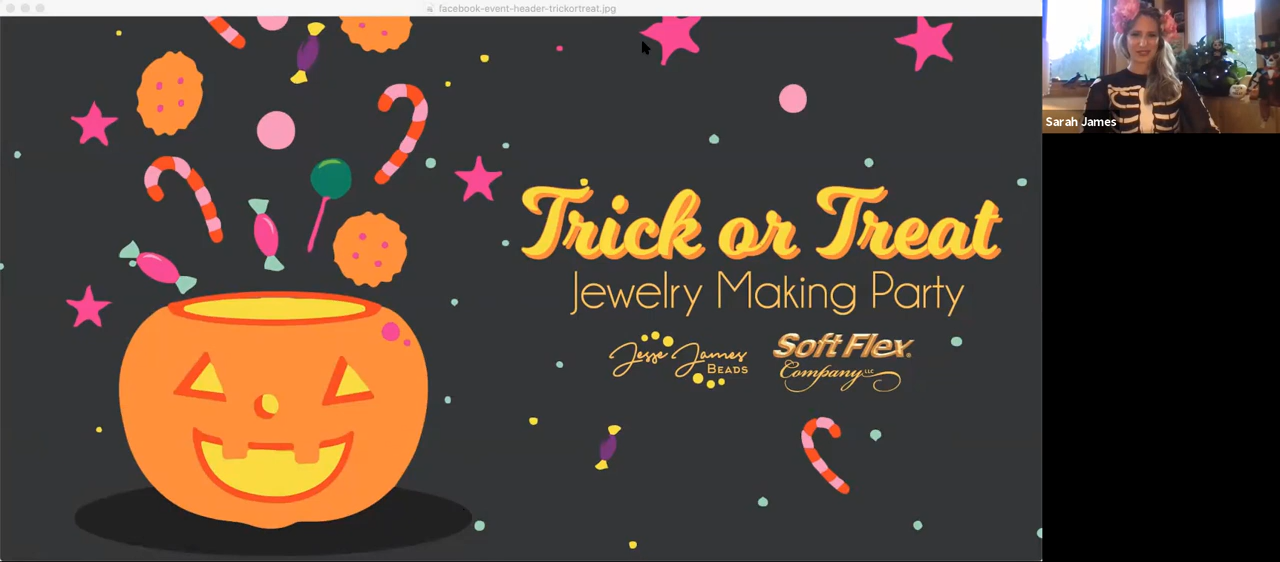 facebook-event-header-trickortreat.jpg
Sarah James
Trick or Treat
Jewelry Making Party
Jesse James
BEADS
Soft Flex®
Company LLC